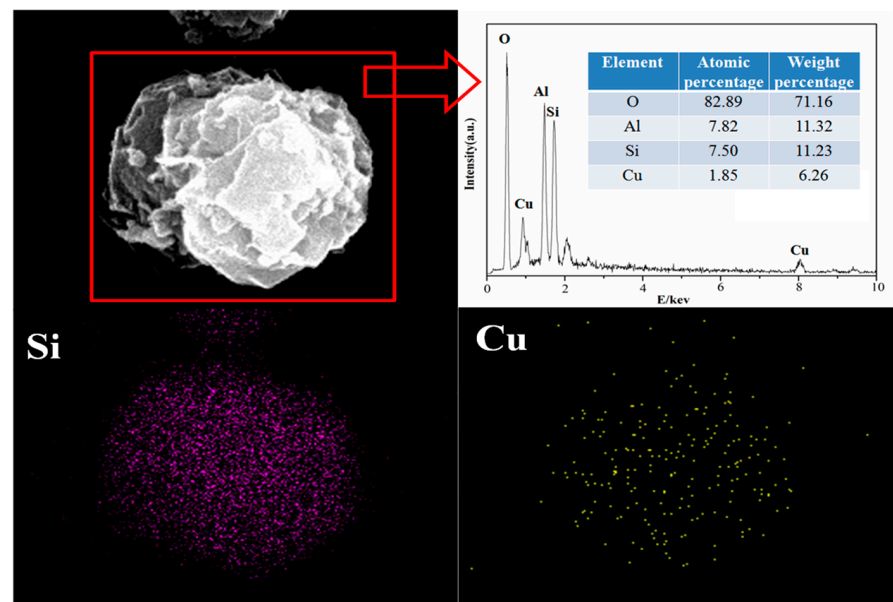 O
Al
Si
Cu
Cu
Intensity(a.u.)
0 2 4 6 8 10
E/kev
Element Atomic percentage Weight percentage
O 82.89 71.16
Al 7.82 11.32
Si 7.50 11.23
Cu 1.85 6.26
Si
Cu